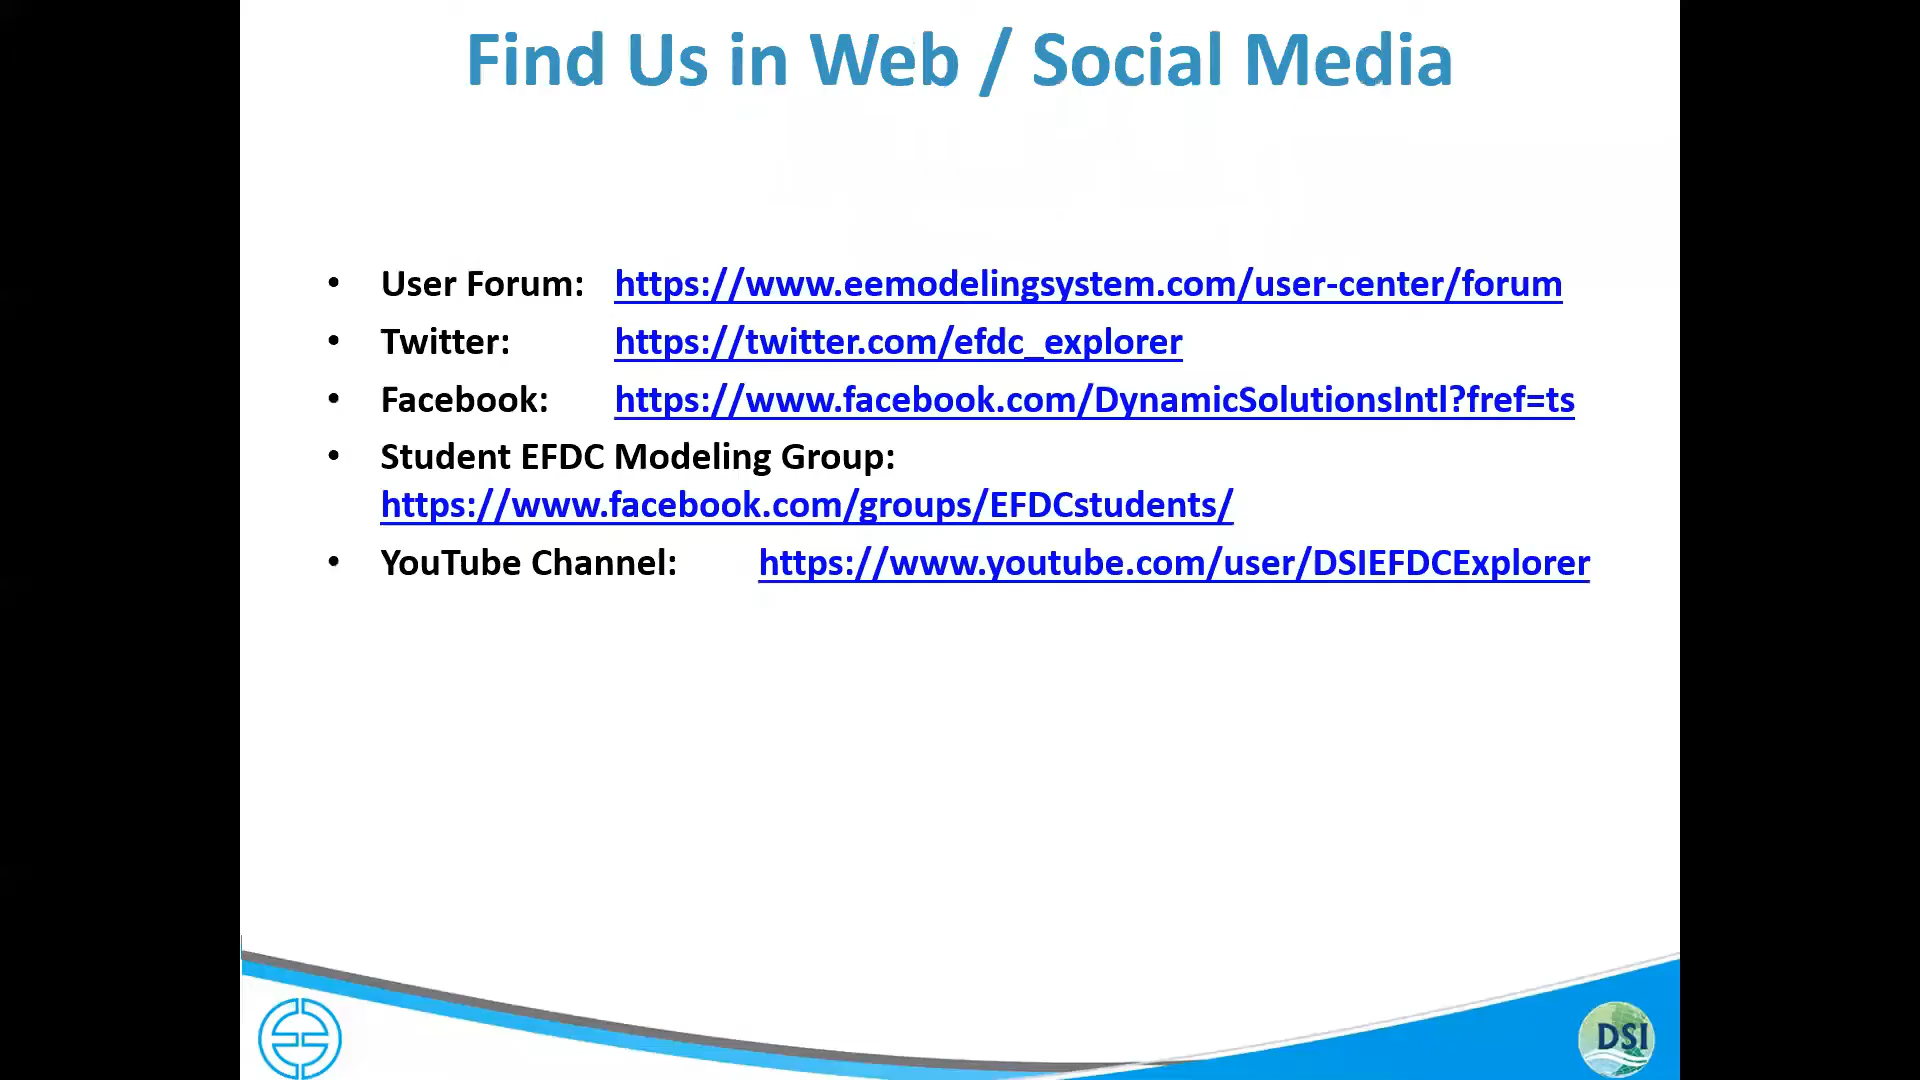 Find Us in Web / Social Media
• User Forum: https://www.eemodelingsystem.com/user-center/forum
• Twitter: https://twitter.com/efdc_explorer
• Facebook: https://www.facebook.com/DynamicSolutionsIntl?fref=ts
• Student EFDC Modeling Group:
https://www.facebook.com/groups/EFDCstudents/
• YouTube Channel: https://www.youtube.com/user/DSIEFDCExplorer
DSI